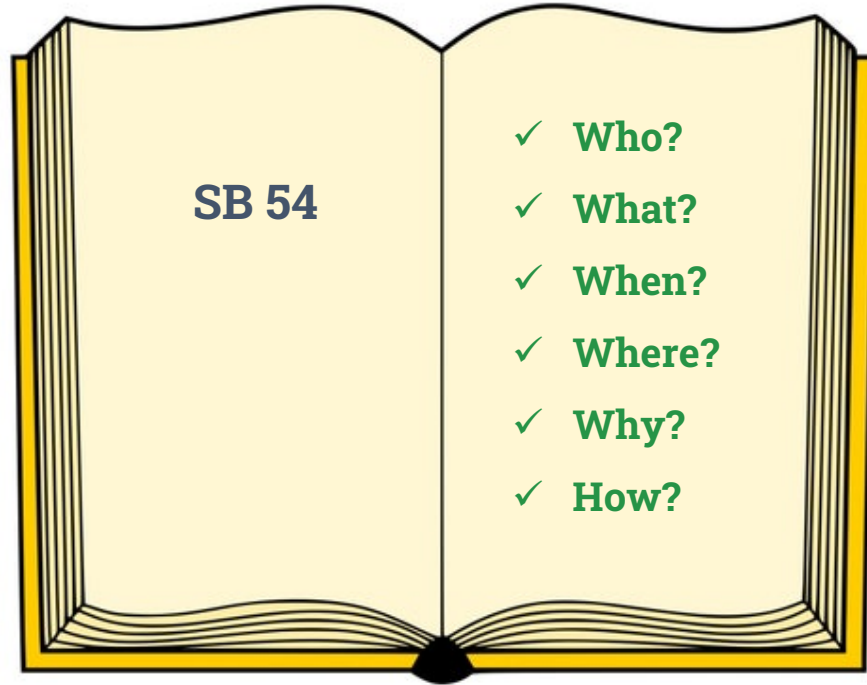 SB 54
✓ Who?
✓ What?
✓ When?
✓ Where?
✓ Why?
✓ How?